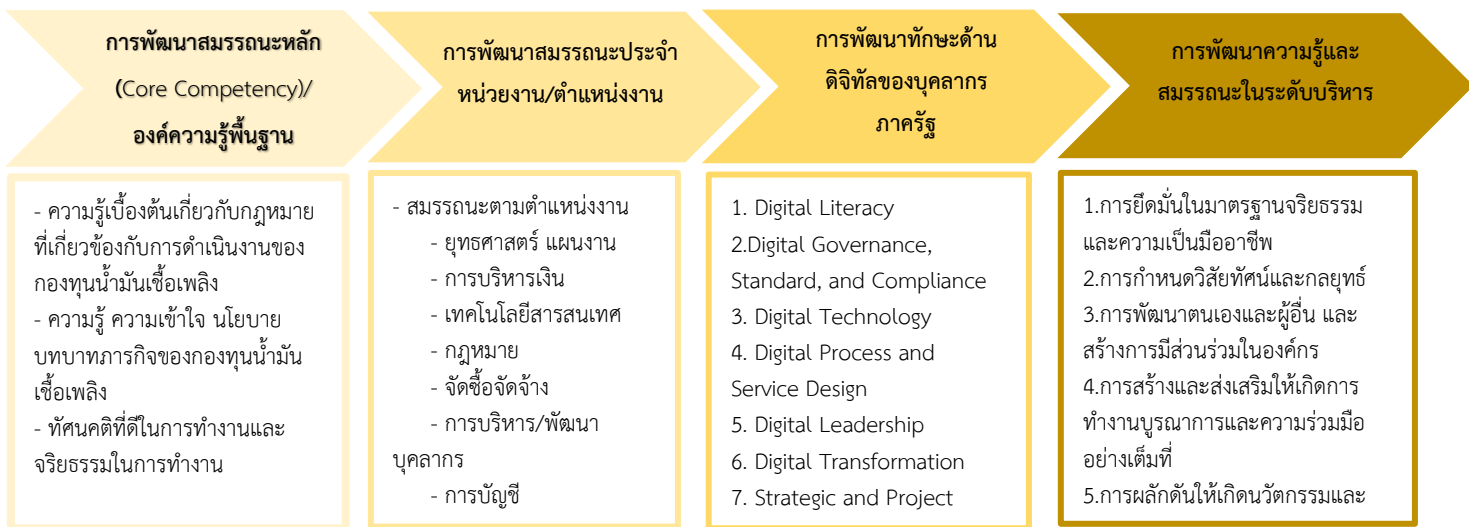 การพัฒนาสมรรถนะหลัก
(Core Competency)/
องค์ความรู้พื้นฐาน
- ความรู้เบื้องต้นเกี่ยวกับกฎหมาย
ที่เกี่ยวข้องกับการดำเนินงานของ
กองทุนน้ำมันเชื้อเพลิง
- ความรู้ ความเข้าใจ นโยบาย
บทบาทภารกิจของกองทุนน้ำมัน
เชื้อเพลิง
- ทัศนคติที่ดีในการทำงานและ
จริยธรรมในการทำงาน
การพัฒนาสมรรถนะประจำ
หน่วยงาน/ตำแหน่งงาน
- สมรรถนะตามตำแหน่งงาน
- ยุทธศาสตร์ แผนงาน
- การบริหารเงิน
- เทคโนโลยีสารสนเทศ
- กฎหมาย
- จัดซื้อจัดจ้าง
- การบริหาร/พัฒนา
บุคลากร
- การบัญชี
การพัฒนาทักษะด้าน
ดิจิทัลของบุคลากร
ภาครัฐ
1. Digital Literacy
2.Digital Governance,
Standard, and Compliance
3. Digital Technology
4. Digital Process and
Service Design
5. Digital Leadership
6. Digital Transformation
7. Strategic and Project
การพัฒนาความรู้และ
สมรรถนะในระดับบริหาร
1.การยึดมั่นในมาตรฐานจริยธรรม
และความเป็นมืออาชีพ
2.การกำหนดวิสัยทัศน์และกลยุทธ์
3.การพัฒนาตนเองและผู้อื่น และ
สร้างการมีส่วนร่วมในองค์กร
4.การสร้างและส่งเสริมให้เกิดการ
ทำงานบูรณาการและความร่วมมือ
อย่างเต็มที่
5.การผลักดันให้เกิดนวัตกรรมและ